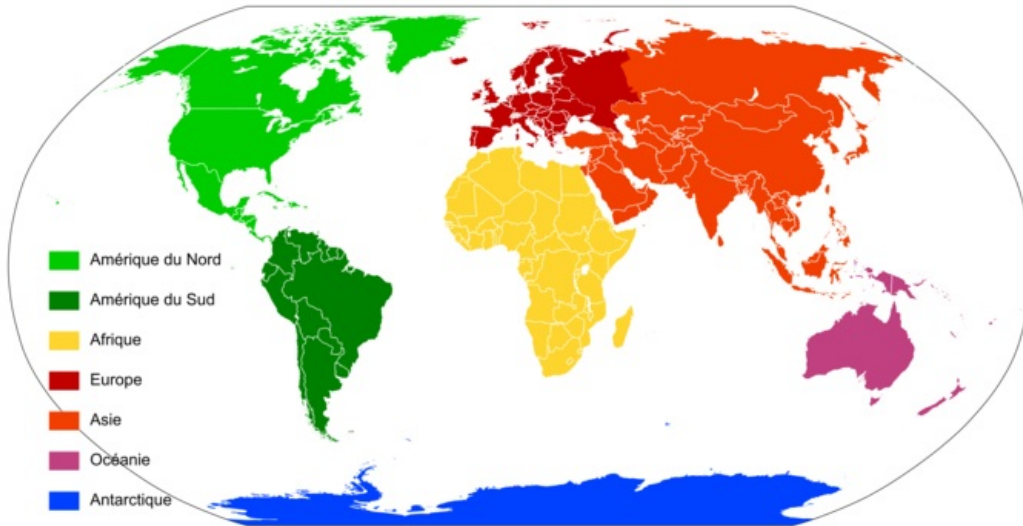 Amérique du Nord
Amérique du Sud
Afrique
Europe
Asie
Océanie
Antarctique